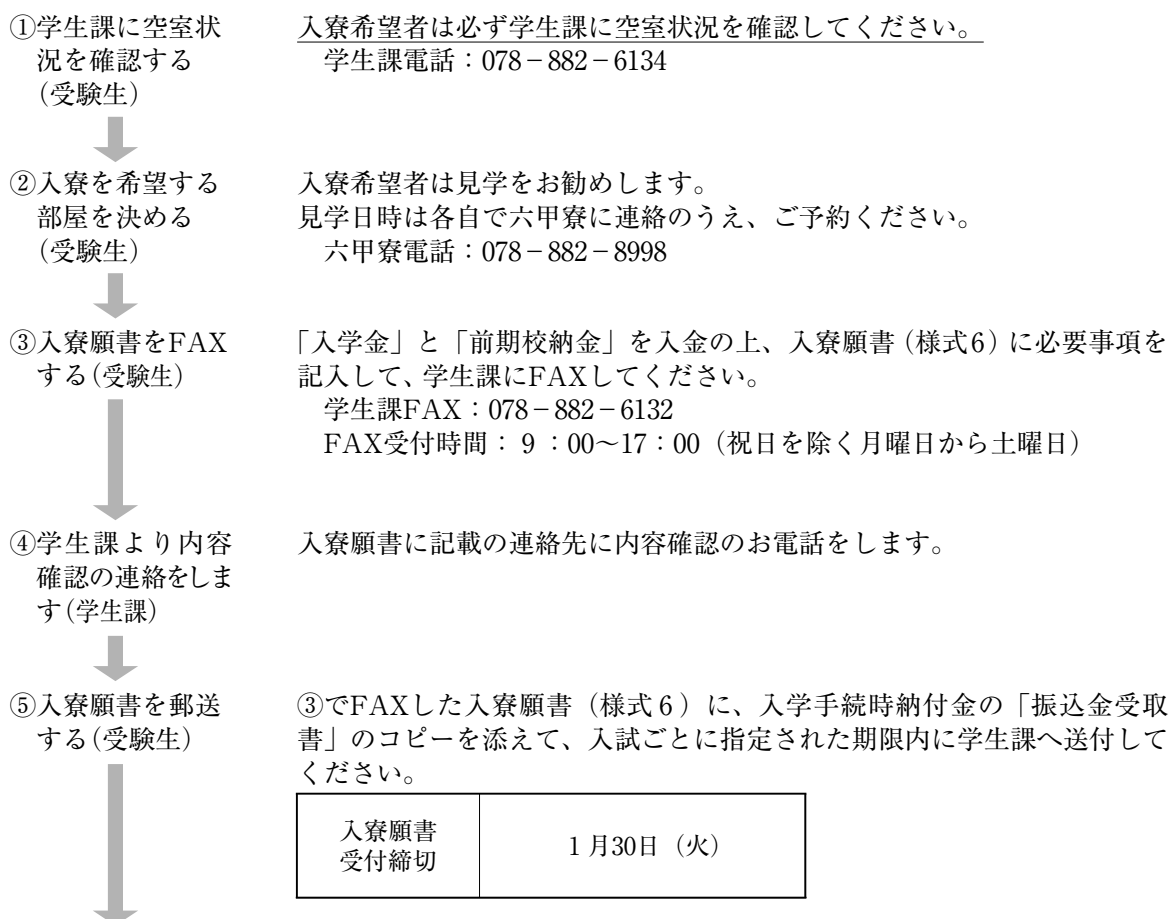 ①学生課に空室状
況を確認する
(受験生)
入寮希望者は必ず学生課に空室状況を確認してください。
学生課電話：078－882－6134
②入寮を希望する
部屋を決める
(受験生)
入寮希望者は見学をお勧めします。
見学日時は各自で六甲寮に連絡のうえ、ご予約ください。
六甲寮電話：078－882－8998
③入寮願書をFAX
する(受験生)
「入学金」と「前期校納金」を入金の上、入寮願書（様式6）に必要事項を
記入して、学生課にFAXしてください。
学生課FAX：078－882－6132
FAX受付時間：9：00～17：00（祝日を除く月曜日から土曜日）
④学生課より内容
確認の連絡をしま
す(学生課)
入寮願書に記載の連絡先に内容確認のお電話をします。
⑤入寮願書を郵送
する(受験生)
③でFAXした入寮願書（様式6）に、入学手続時納付金の「振込金受取
書」のコピーを添えて、入試ごとに指定された期限内に学生課へ送付して
ください。
入寮願書
受付締切
1月30日（火）